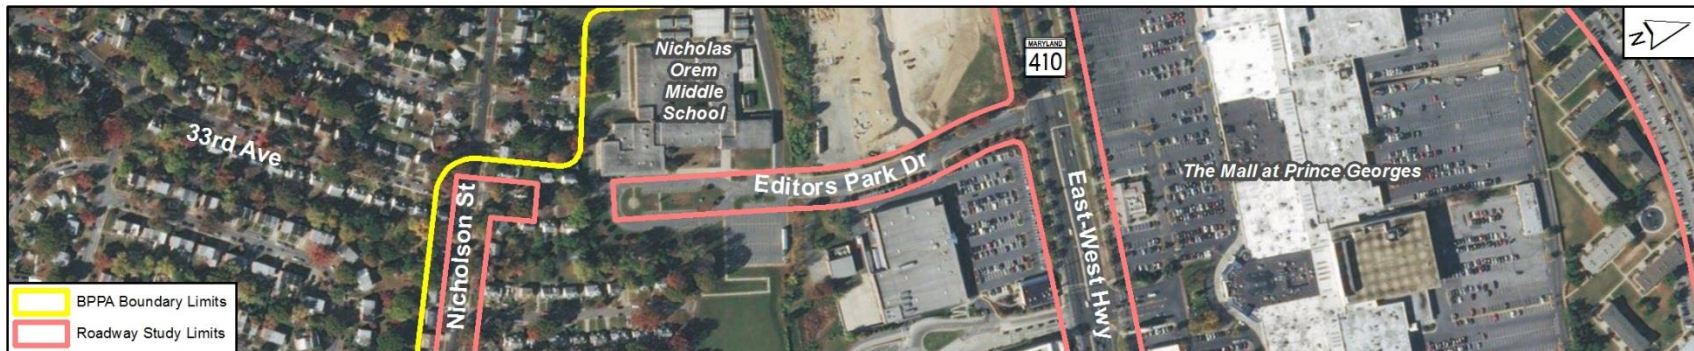 Nicholas
Orem
Middle
School
MARYLAND
410
N
33rd Ave
Editors Park Dr
The Mall at Prince Georges
Nicholson St
East-West Hwy
BPPA Boundary Limits
Roadway Study Limits